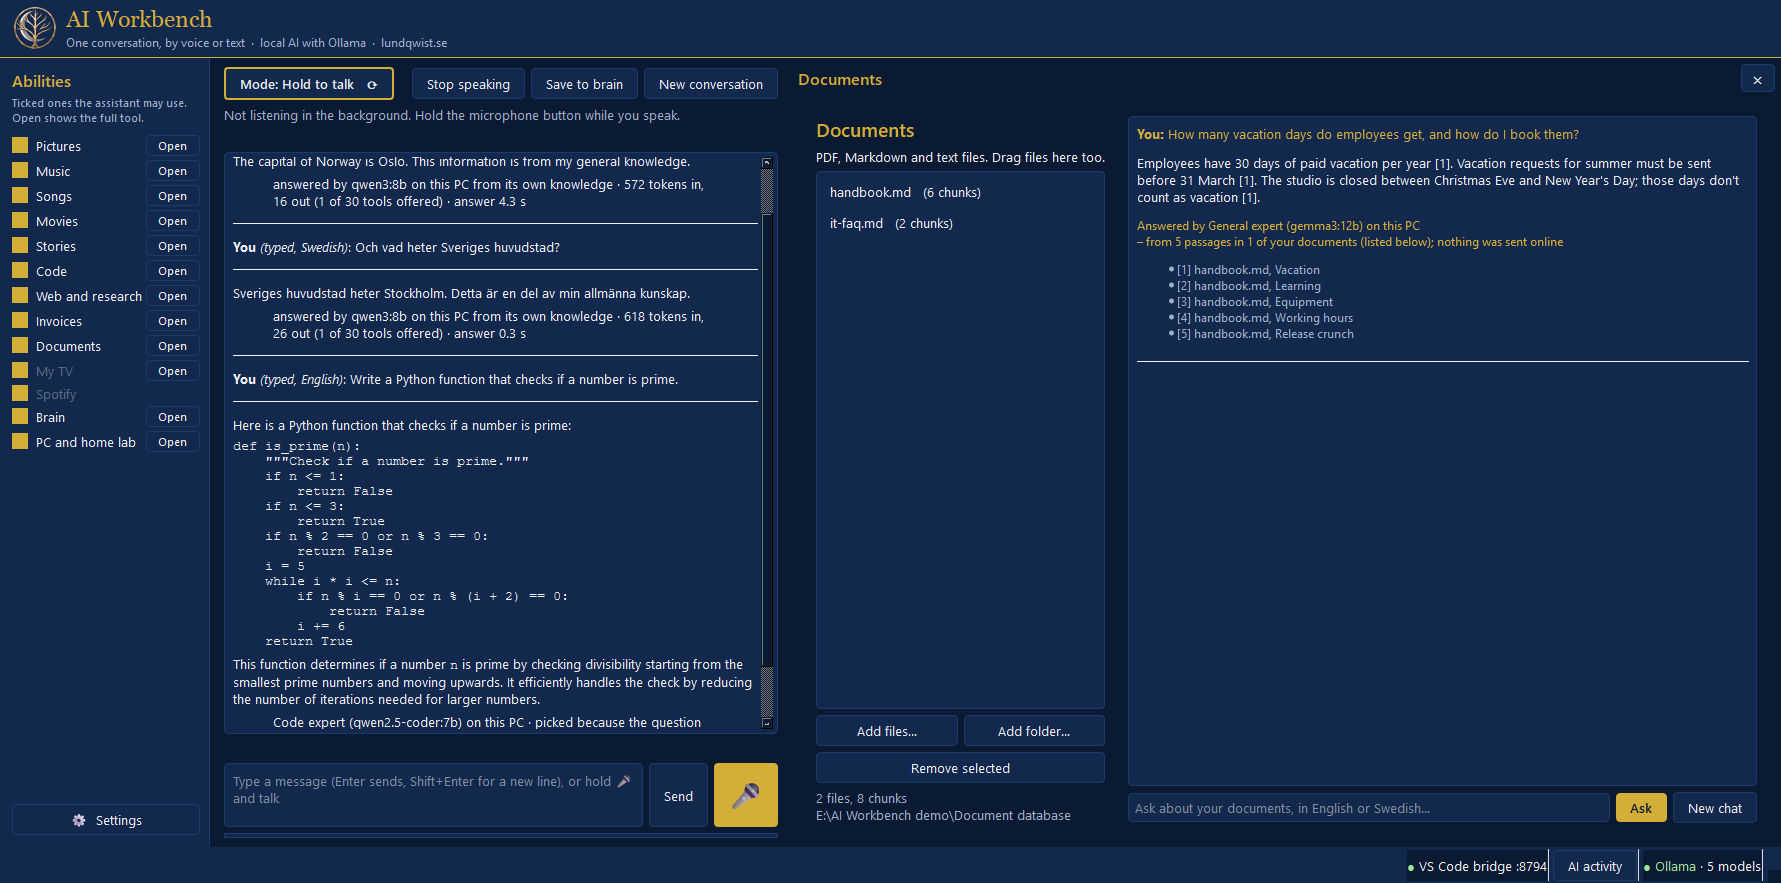 AI Workbench
One conversation, by voice or text · local AI with Ollama · lundqwist.se
Abilities
Ticked ones the assistant may use.
Open shows the full tool.
Pictures Open
Music Open
Songs Open
Movies Open
Stories Open
Code Open
Web and research Open
Invoices Open
Documents Open
My TV Open
Spotify
Brain Open
PC and home lab Open
Settings
Mode: Hold to talk
Stop speaking
Save to brain
New conversation
Not listening in the background. Hold the microphone button while you speak.
The capital of Norway is Oslo. This information is from my general knowledge.
answered by qwen3:8b on this PC from its own knowledge · 572 tokens in,
16 out (1 of 30 tools offered) · answer 4.3 s
You (typed, Swedish): Och vad heter Sveriges huvudstad?
Sveriges huvudstad heter Stockholm. Detta är en del av min allmänna kunskap.
answered by qwen3:8b on this PC from its own knowledge · 618 tokens in,
26 out (1 of 30 tools offered) · answer 0.3 s
You (typed, English): Write a Python function that checks if a number is prime.
Here is a Python function that checks if a number is prime:
def is_prime(n):
    """Check if a number is prime."""
    if n <= 1:
        return False
    if n <= 3:
        return True
    if n % 2 == 0 or n % 3 == 0:
        return False
    i = 5
    while i * i <= n:
        if n % i == 0 or n % (i + 2) == 0:
            return False
        i += 6
    return True
This function determines if a number n is prime by checking divisibility starting from the
smallest prime numbers and moving upwards. It efficiently handles the check by reducing
the number of iterations needed for larger numbers.
Code expert (qwen2.5-coder:7b) on this PC · picked because the question
Type a message (Enter sends, Shift+Enter for a new line), or hold
and talk
Send
Documents
×
Documents
PDF, Markdown and text files. Drag files here too.
handbook.md (6 chunks)
it-faq.md (2 chunks)
Add files...
Add folder...
Remove selected
2 files, 8 chunks
E:\AI Workbench demo\Document database
You: How many vacation days do employees get, and how do I book them?
Employees have 30 days of paid vacation per year [1]. Vacation requests for summer must be sent
before 31 March [1]. The studio is closed between Christmas Eve and New Year's Day; those days don't
count as vacation [1].
Answered by General expert (gemma3:12b) on this PC
– from 5 passages in 1 of your documents (listed below); nothing was sent online
• [1] handbook.md, Vacation
• [2] handbook.md, Learning
• [3] handbook.md, Equipment
• [4] handbook.md, Working hours
• [5] handbook.md, Release crunch
Ask about your documents, in English or Swedish...
Ask
New chat
● VS Code bridge :8794
AI activity
● Ollama · 5 models